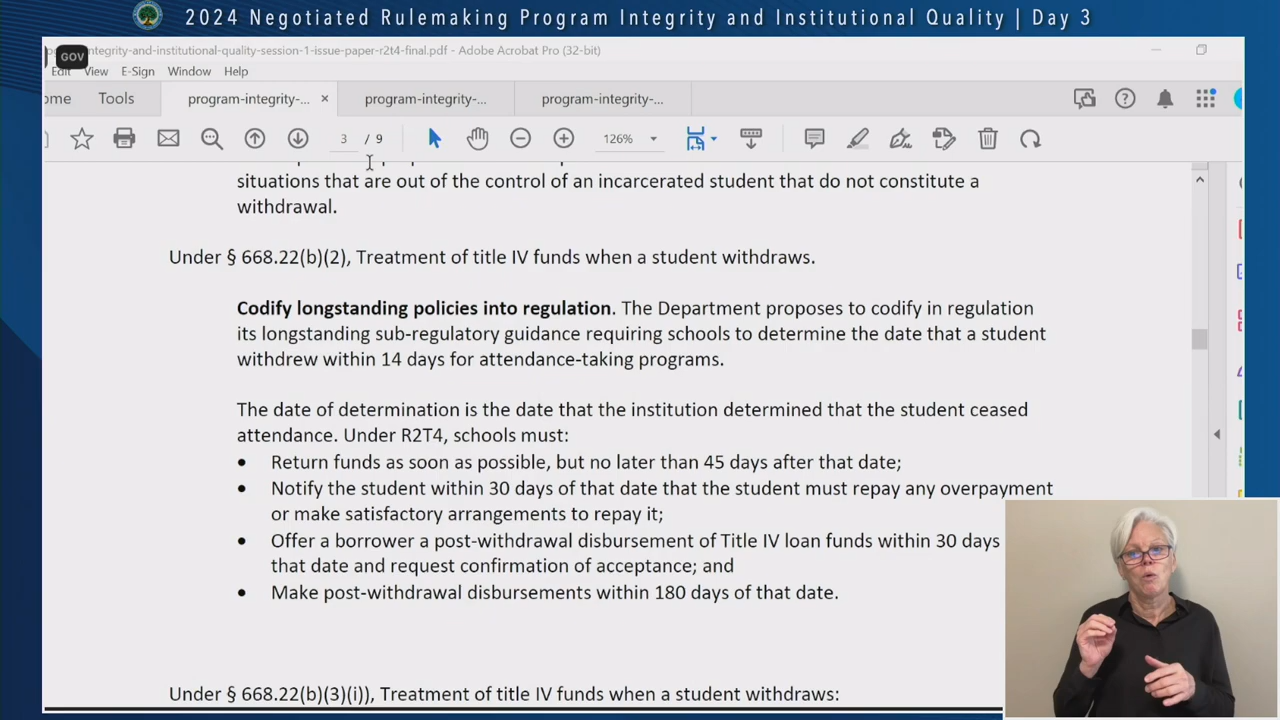 2024 Negotiated Rulemaking Program Integrity and Institutional Quality | Day 3
GOV
integrity-and-institutional-quality-session-1-issue-paper-r2t4-final.pdf - Adobe Acrobat Pro (32-bit)
Edit View E-Sign Window Help
ome Tools program-integrity-... × program-integrity-... program-integrity-...
3 / 9 126%
situations that are out of the control of an incarcerated student that do not constitute a
withdrawal.
Under § 668.22(b)(2), Treatment of title IV funds when a student withdraws.
Codify longstanding policies into regulation. The Department proposes to codify in regulation
its longstanding sub-regulatory guidance requiring schools to determine the date that a student
withdrew within 14 days for attendance-taking programs.
The date of determination is the date that the institution determined that the student ceased
attendance. Under R2T4, schools must:
• Return funds as soon as possible, but no later than 45 days after that date;
• Notify the student within 30 days of that date that the student must repay any overpayment
or make satisfactory arrangements to repay it;
• Offer a borrower a post-withdrawal disbursement of Title IV loan funds within 30 days
that date and request confirmation of acceptance; and
• Make post-withdrawal disbursements within 180 days of that date.
Under § 668.22(b)(3)(i)), Treatment of title IV funds when a student withdraws: